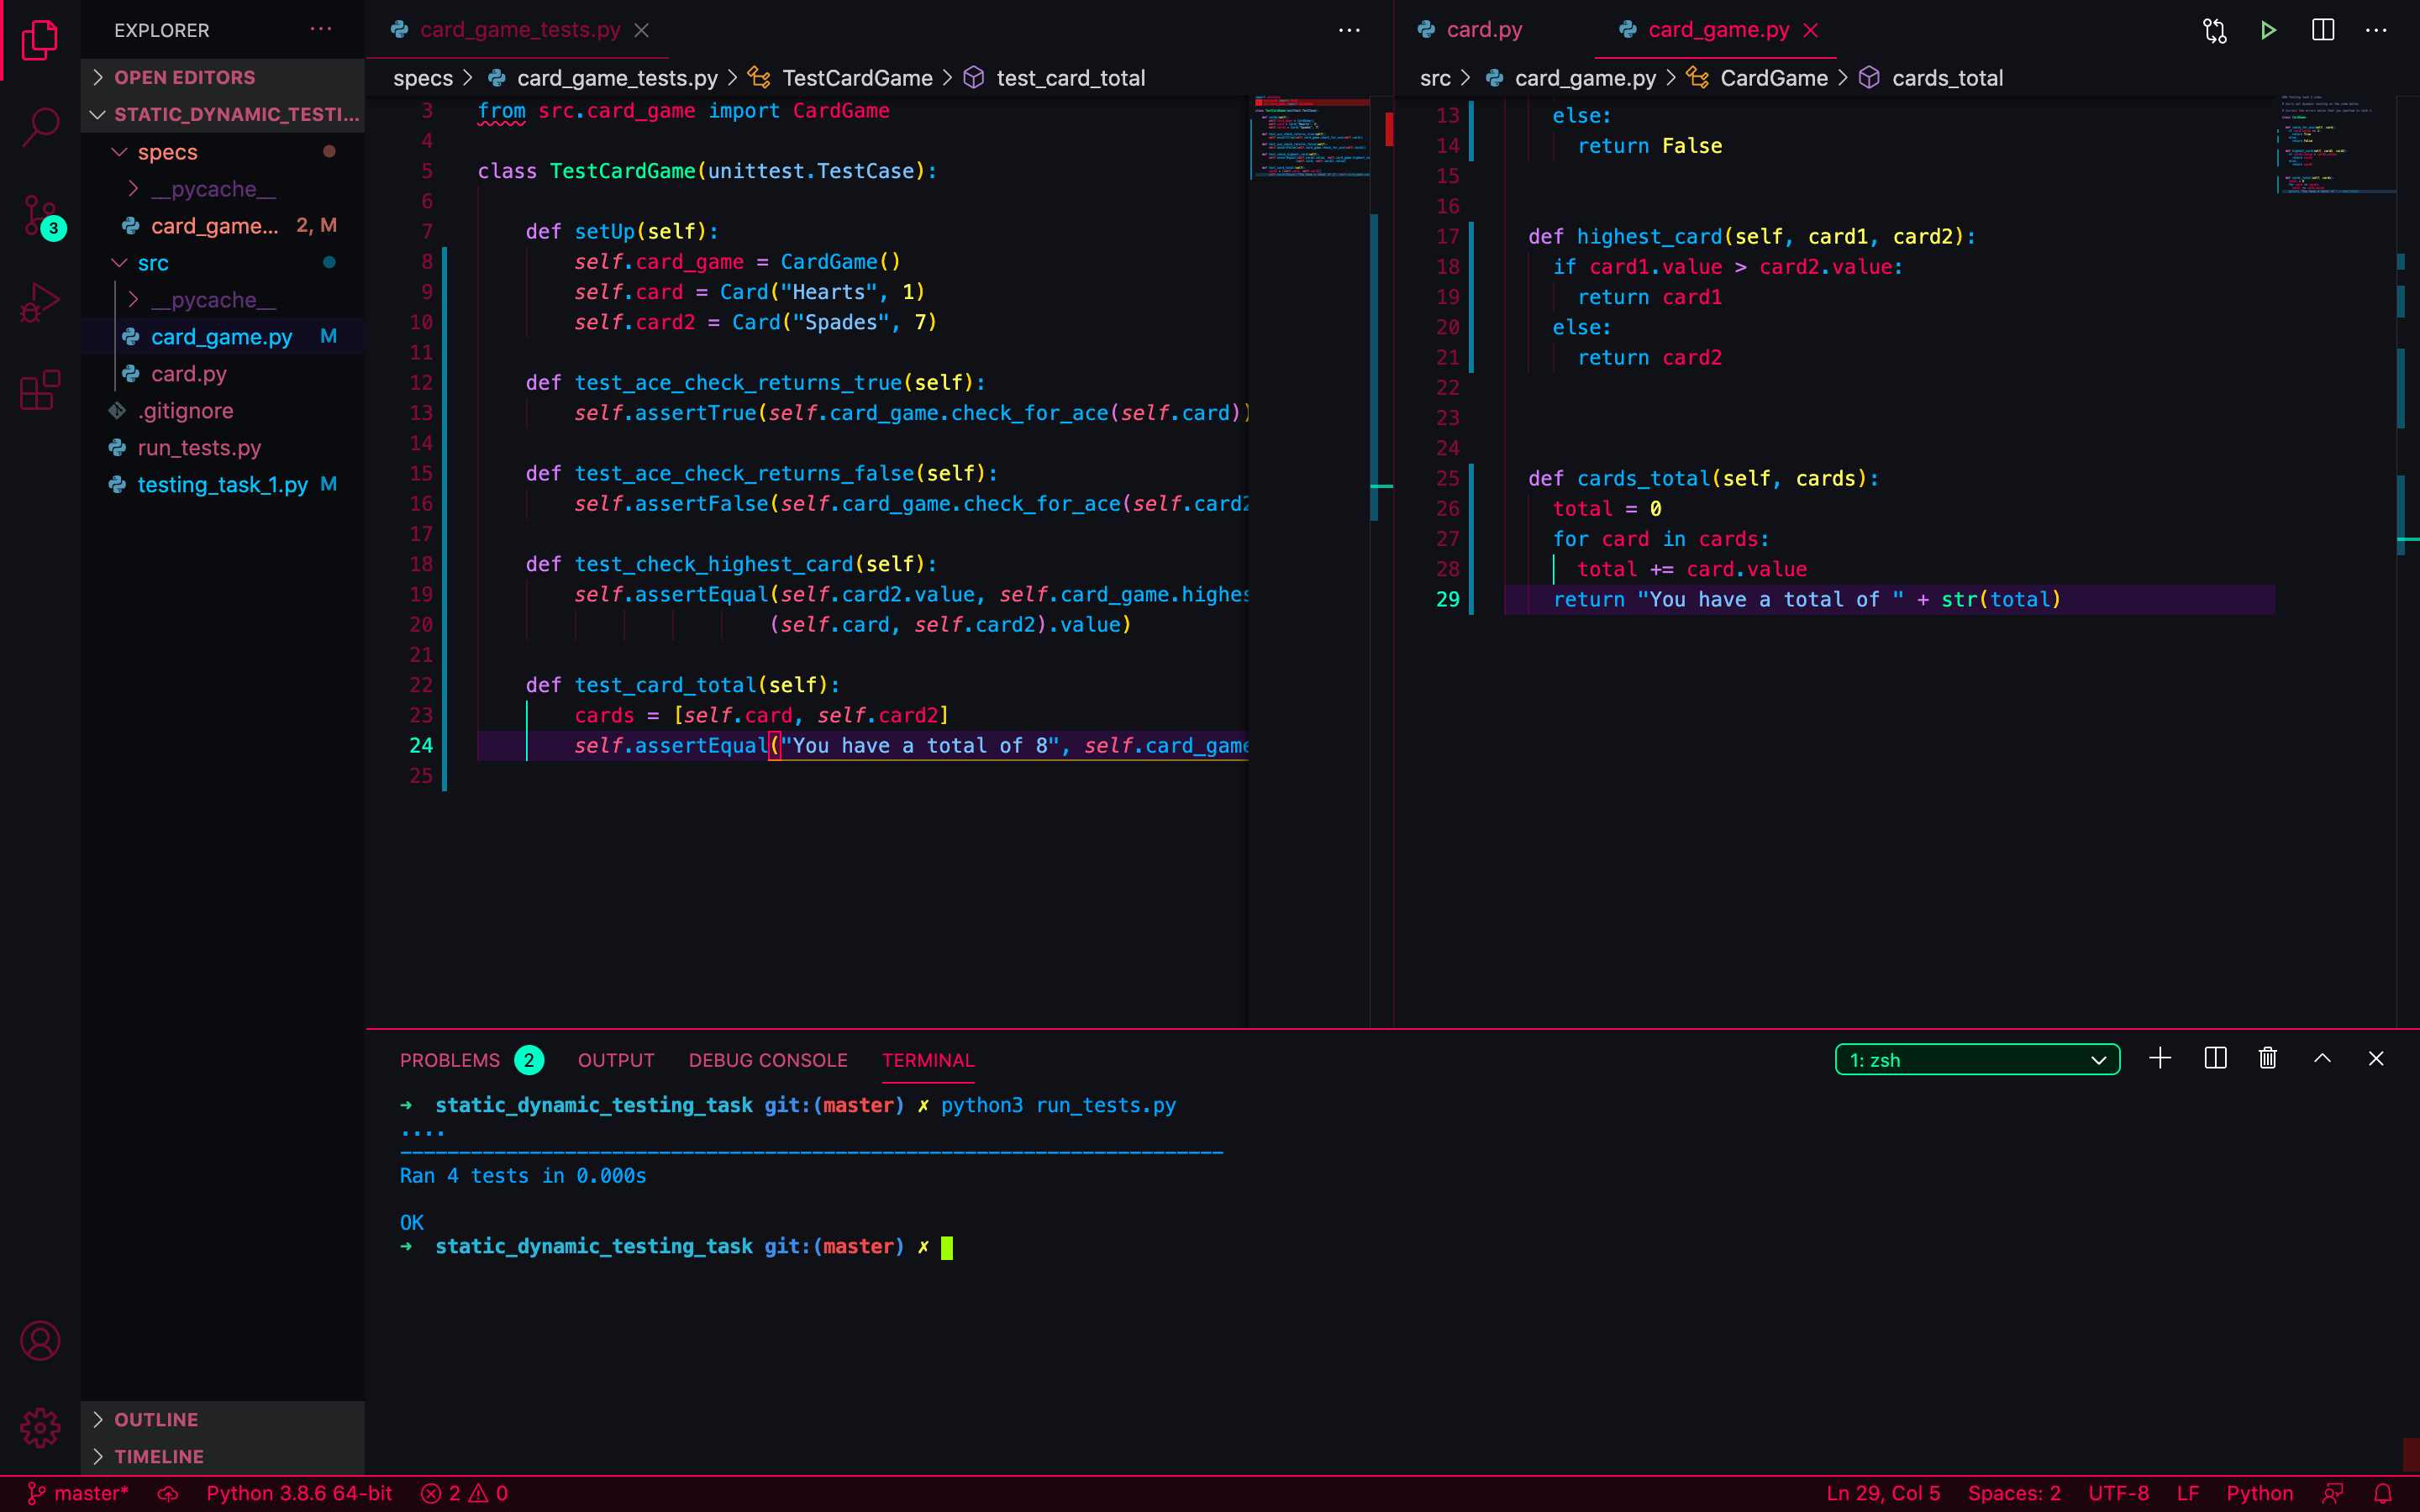 EXPLORER
OPEN EDITORS
STATIC_DYNAMIC_TESTI...
specs
__pycache__
card_game... 2, M
src
__pycache__
card_game.py M
card.py
.gitignore
run_tests.py
testing_task_1.py M
OUTLINE
TIMELINE
3
card_game_tests.py
specs > card_game_tests.py > TestCardGame > test_card_total
3 from src.card_game import CardGame
4
5 class TestCardGame(unittest.TestCase):
6
7 def setUp(self):
8 self.card_game = CardGame()
9 self.card = Card("Hearts", 1)
10 self.card2 = Card("Spades", 7)
11
12 def test_ace_check_returns_true(self):
13 self.assertTrue(self.card_game.check_for_ace(self.card))
14
15 def test_ace_check_returns_false(self):
16 self.assertFalse(self.card_game.check_for_ace(self.card2
17
18 def test_check_highest_card(self):
19 self.assertEqual(self.card2.value, self.card_game.highes
20 (self.card, self.card2).value)
21
22 def test_card_total(self):
23 cards = [self.card, self.card2]
24 self.assertEqual("You have a total of 8", self.card_game
25
card.py card_game.py
src > card_game.py > CardGame > cards_total
13 else:
14 return False
15
16
17 def highest_card(self, card1, card2):
18 if card1.value > card2.value:
19 return card1
20 else:
21 return card2
22
23
24
25 def cards_total(self, cards):
26 total = 0
27 for card in cards:
28 total += card.value
29 return "You have a total of " + str(total)
PROBLEMS 2 OUTPUT DEBUG CONSOLE TERMINAL 1: zsh
→ static_dynamic_testing_task git:(master) ✗ python3 run_tests.py
....
----------------------------------------------------------------------
Ran 4 tests in 0.000s
OK
→ static_dynamic_testing_task git:(master) ✗
master* Python 3.8.6 64-bit 2 0 Ln 29, Col 5 Spaces: 2 UTF-8 LF Python